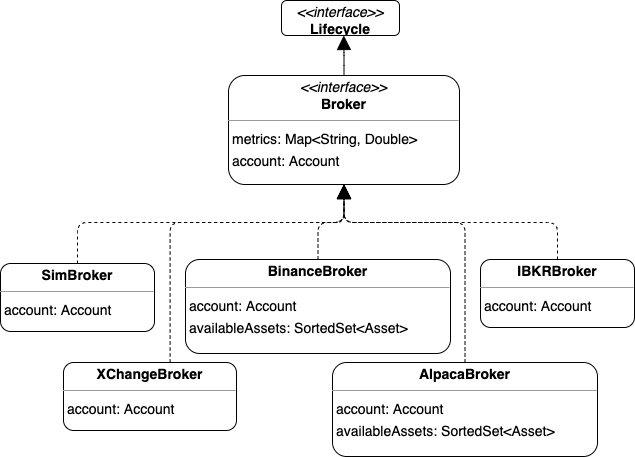 <<interface>>
Lifecycle
<<interface>>
Broker
metrics: Map<String, Double>
account: Account
SimBroker
account: Account
BinanceBroker
account: Account
availableAssets: SortedSet<Asset>
IBKRBroker
account: Account
XChangeBroker
account: Account
AlpacaBroker
account: Account
availableAssets: SortedSet<Asset>